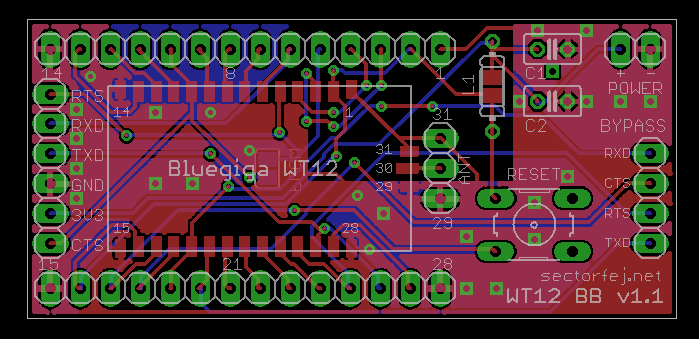 14
8
1
C1
+ -
RTS
L1
POWER
14
1
31
C2
RXD
BYPASS
TXD
31
RXD
Bluegiga WT12
30
ANT
RESET
GND
29
CTS
3V3
RTS
15
28
29
CTS
TXD
15
21
28
sectorfej.net
WT12 BB v1.1